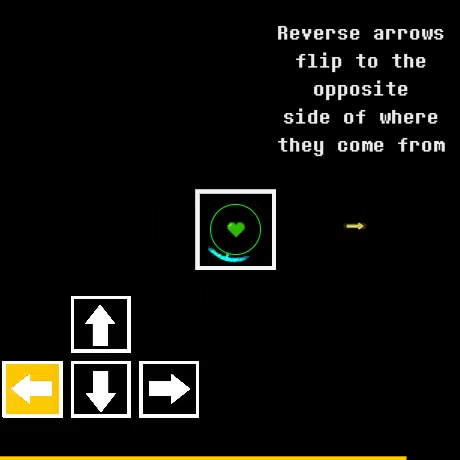 Reverse arrows
flip to the
opposite
side of where
they come from